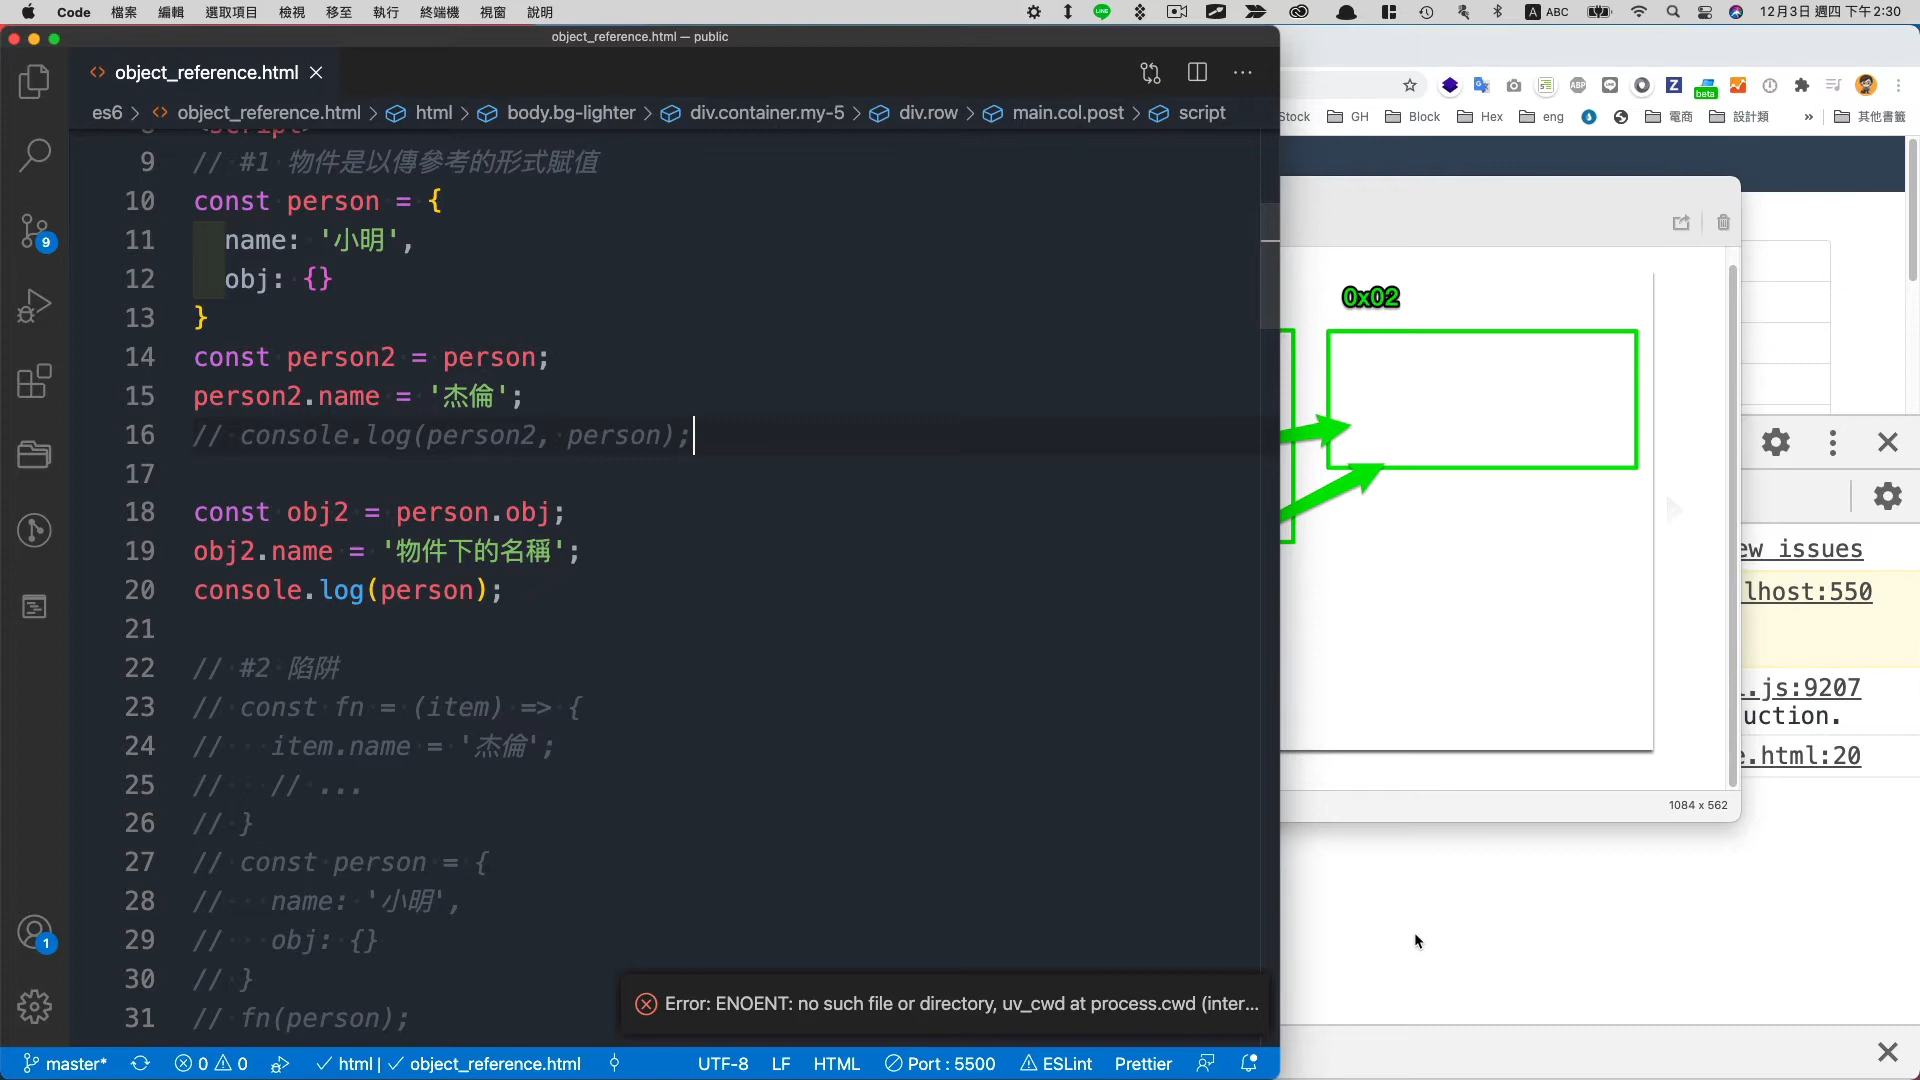 Code 檔案 編輯 選取項目 檢視 移至 執行 終端機 視窗 說明 ABC 12月3日 週四 下午2:30
object_reference.html — public
object_reference.html
es6 > object_reference.html > html > body.bg-lighter > div.container.my-5 > div.row > main.col.post > script
9 // #1 物件是以傳參考的形式賦值
10 const person = {
11 name: '小明',
12 obj: {}
13 }
14 const person2 = person;
15 person2.name = '杰倫';
16 // console.log(person2, person);
17
18 const obj2 = person.obj;
19 obj2.name = '物件下的名稱';
20 console.log(person);
21
22 // #2 陷阱
23 // const fn = (item) => {
24 // item.name = '杰倫';
25 // // ...
26 // }
27 // const person = {
28 // name: '小明',
29 // obj: {}
30 // }
31 // fn(person);
9
1
Error: ENOENT: no such file or directory, uv_cwd at process.cwd (inter...
master* 0 0 html | object_reference.html UTF-8 LF HTML Port : 5500 ESLint Prettier
beta
Stock GH Block Hex eng 電商 設計類 » 其他書籤
0x02
ew issues
lhost:550
.js:9207
uction.
e.html:20
1084 x 562